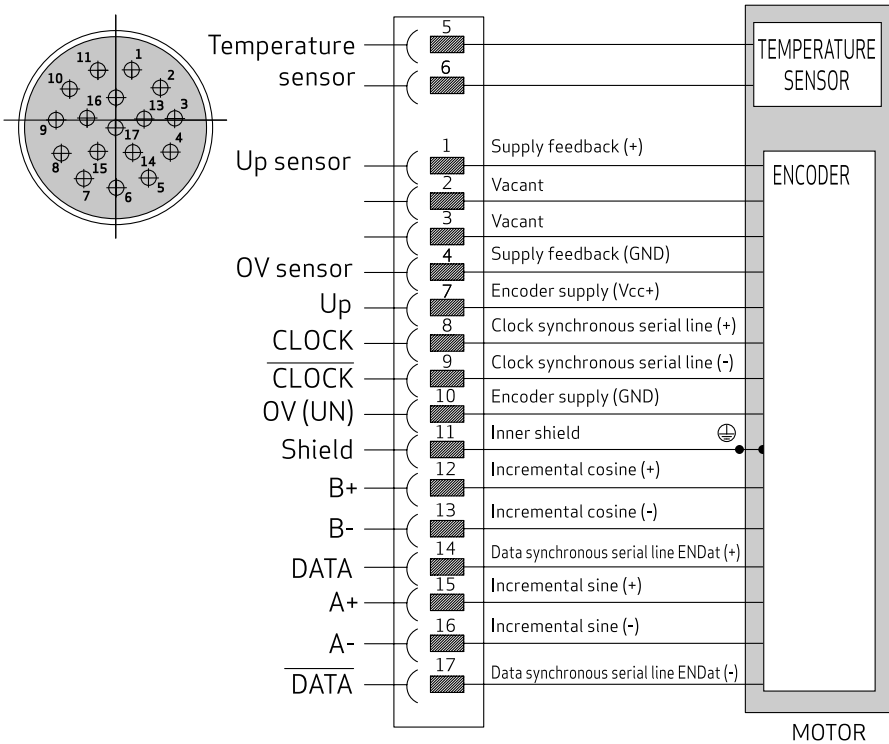 11 1
10 2
16 13 3
9 17
8 15 14 4
7 6 5
Temperature
sensor
5
6
TEMPERATURE
SENSOR
Up sensor 1 Supply feedback (+)
2 Vacant
3 Vacant
0V sensor 4 Supply feedback (GND)
Up 7 Encoder supply (Vcc+)
CLOCK 8 Clock synchronous serial line (+)
CLOCK 9 Clock synchronous serial line (-)
0V (UN) 10 Encoder supply (GND)
Shield 11 Inner shield
B+ 12 Incremental cosine (+)
B- 13 Incremental cosine (-)
DATA 14 Data synchronous serial line ENDat (+)
A+ 15 Incremental sine (+)
A- 16 Incremental sine (-)
DATA 17 Data synchronous serial line ENDat (-)
ENCODER
MOTOR